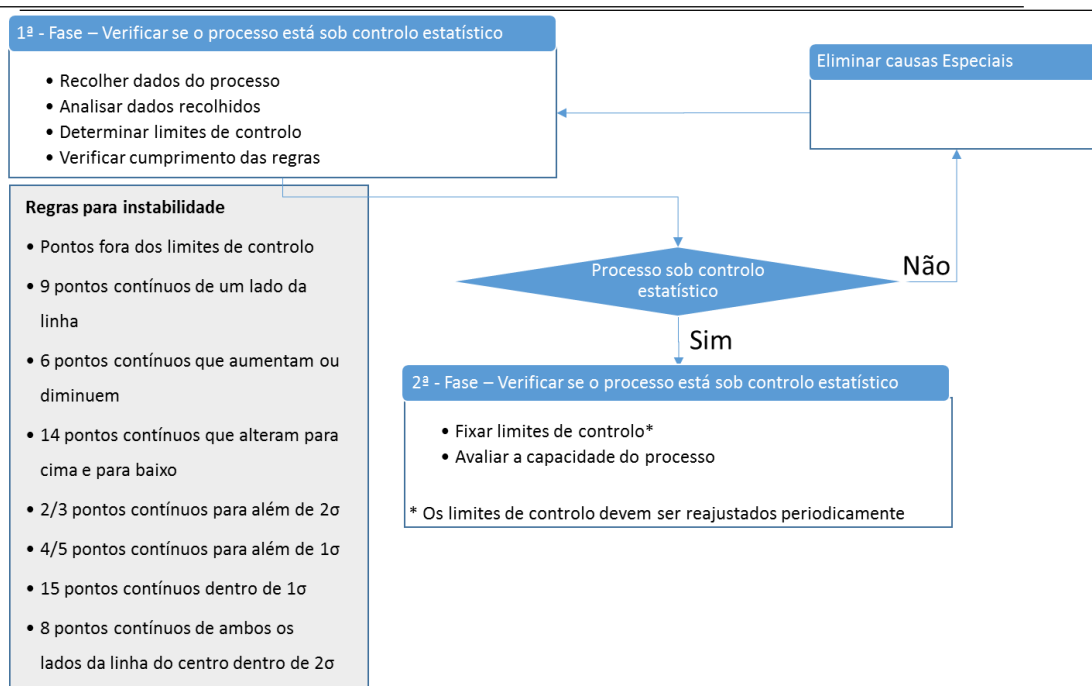 1ª - Fase – Verificar se o processo está sob controlo estatístico
• Recolher dados do processo
• Analisar dados recolhidos
• Determinar limites de controlo
• Verificar cumprimento das regras
Eliminar causas Especiais
Regras para instabilidade
• Pontos fora dos limites de controlo
• 9 pontos contínuos de um lado da
linha
• 6 pontos contínuos que aumentam ou
diminuem
• 14 pontos contínuos que alteram para
cima e para baixo
• 2/3 pontos contínuos para além de 2σ
• 4/5 pontos contínuos para além de 1σ
• 15 pontos contínuos dentro de 1σ
• 8 pontos contínuos de ambos os
lados da linha do centro dentro de 2σ
Processo sob controlo
estatístico
Não
Sim
2ª - Fase – Verificar se o processo está sob controlo estatístico
• Fixar limites de controlo*
• Avaliar a capacidade do processo
* Os limites de controlo devem ser reajustados periodicamente